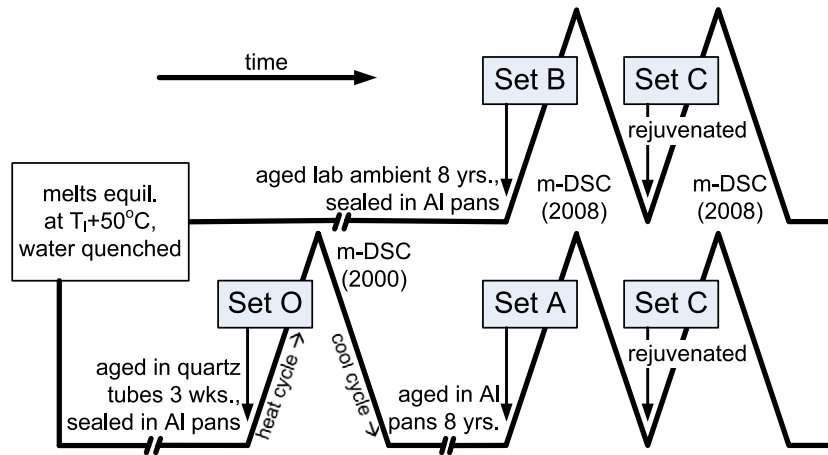 time
Set B
Set C
rejuvenated
melts equil.
at Tl+50°C,
water quenched
aged lab ambient 8 yrs.,
sealed in Al pans
m-DSC
(2008)
m-DSC
(2008)
Set O
m-DSC
(2000)
Set A
Set C
rejuvenated
aged in quartz
tubes 3 wks.,
sealed in Al pans
heat cycle →
cool cycle →
aged in Al
pans 8 yrs.